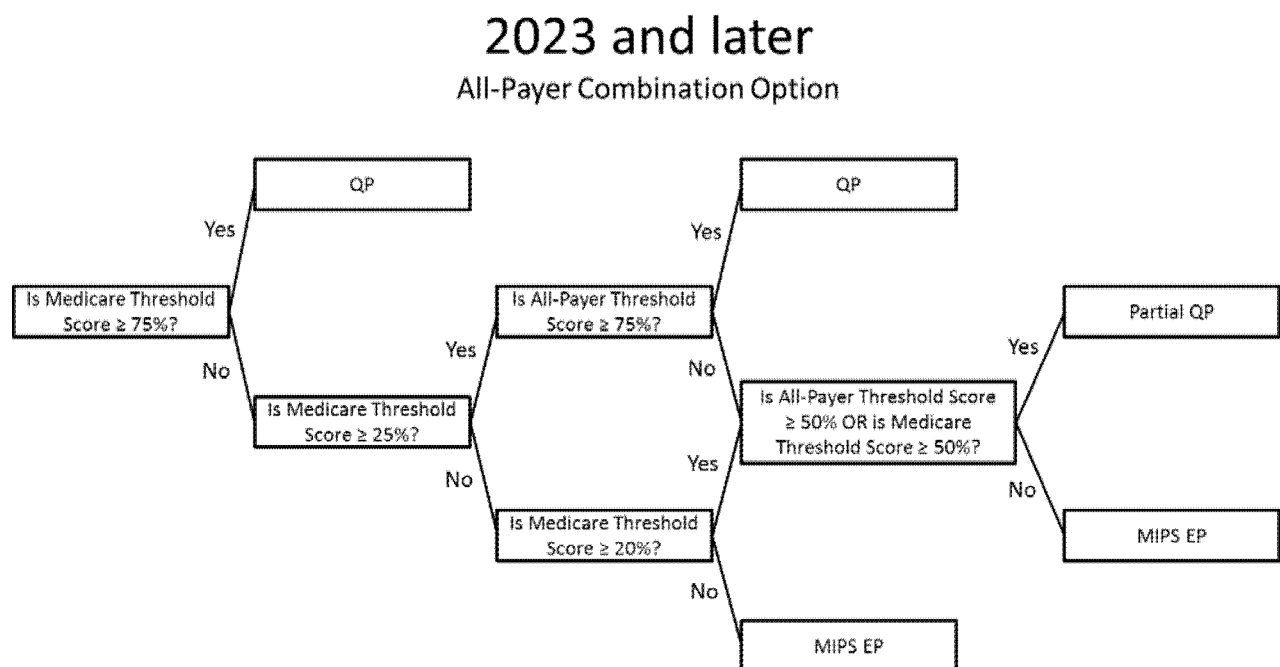 2023 and later
All-Payer Combination Option
QP
QP
Yes
Yes
Is Medicare Threshold
Score ≥ 75%?
Is All-Payer Threshold
Score ≥ 75%?
Partial QP
Yes
Yes
No
No
Is Medicare Threshold
Score ≥ 25%?
Is All-Payer Threshold Score
≥ 50% OR is Medicare
Threshold Score ≥ 50%?
Yes
No
No
Is Medicare Threshold
Score ≥ 20%?
MIPS EP
No
MIPS EP